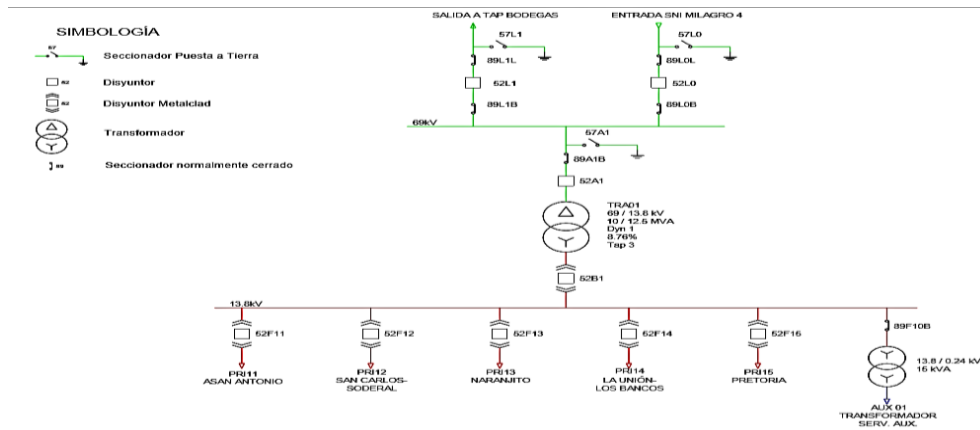 SIMBOLOGÍA
57
Seccionador Puesta a Tierra
52
Disyuntor
52
Disyuntor Metalclad
Transformador
89
Seccionador normalmente cerrado
SALIDA A TAP BODEGAS
ENTRADA SNI MILAGRO 4
57L1
57L0
89L1L
89L0L
52L1
52L0
89L1B
89L0B
69kV
57A1
89A1B
52A1
TRA01
69 / 13.8 kV
10 / 12.5 MVA
Dyn 1
8.76%
Tap 3
52B1
13.8kV
52F11
52F12
52F13
52F14
52F15
89F10B
PRI11
ASAN ANTONIO
PRI12
SAN CARLOS-
SODERAL
PRI13
NARANJITO
PRI14
LA UNIÓN-
LOS BANCOS
PRI15
PRETORIA
13.8 / 0.24 kV
15 kVA
AUX 01
TRANSFORMADOR
SERV. AUX.